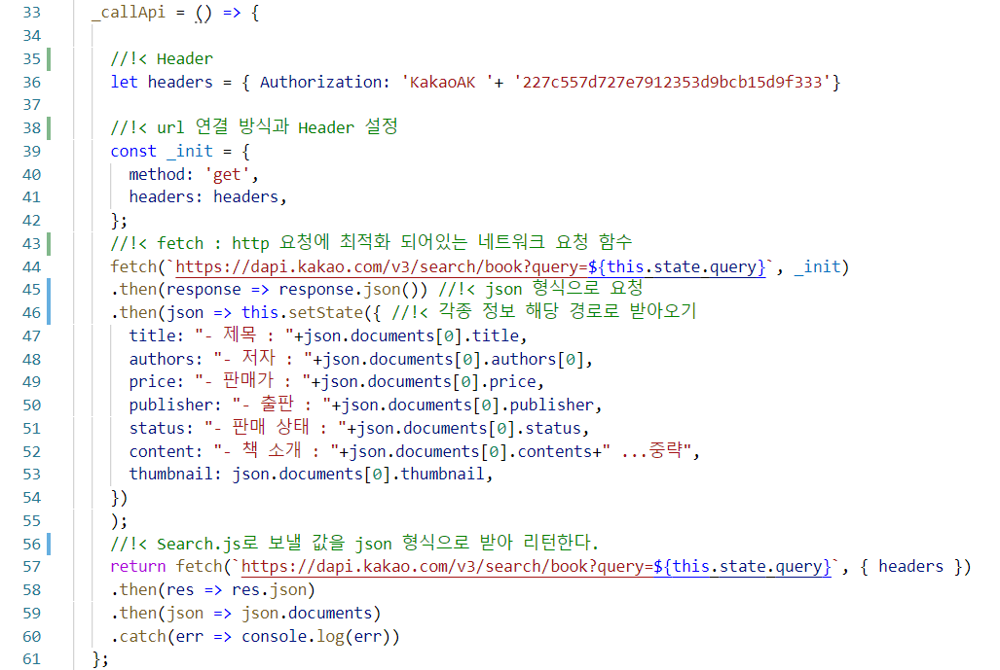 33 _callApi = () => {
34
35 //!< Header
36 let headers = { Authorization: 'KakaoAK '+ '227c557d727e7912353d9bcb15d9f333'}
37
38 //!< url 연결 방식과 Header 설정
39 const _init = {
40 method: 'get',
41 headers: headers,
42 };
43 //!< fetch : http 요청에 최적화 되어있는 네트워크 요청 함수
44 fetch(`https://dapi.kakao.com/v3/search/book?query=${this.state.query}`, _init)
45 .then(response => response.json()) //!< json 형식으로 요청
46 .then(json => this.setState({ //!< 각종 정보 해당 경로로 받아오기
47 title: "- 제목 : "+json.documents[0].title,
48 authors: "- 저자 : "+json.documents[0].authors[0],
49 price: "- 판매가 : "+json.documents[0].price,
50 publisher: "- 출판 : "+json.documents[0].publisher,
51 status: "- 판매 상태 : "+json.documents[0].status,
52 content: "- 책 소개 : "+json.documents[0].contents+" ...중략",
53 thumbnail: json.documents[0].thumbnail,
54 })
55 );
56 //!< Search.js로 보낼 값을 json 형식으로 받아 리턴한다.
57 return fetch(`https://dapi.kakao.com/v3/search/book?query=${this.state.query}`, { headers })
58 .then(res => res.json)
59 .then(json => json.documents)
60 .catch(err => console.log(err))
61 };